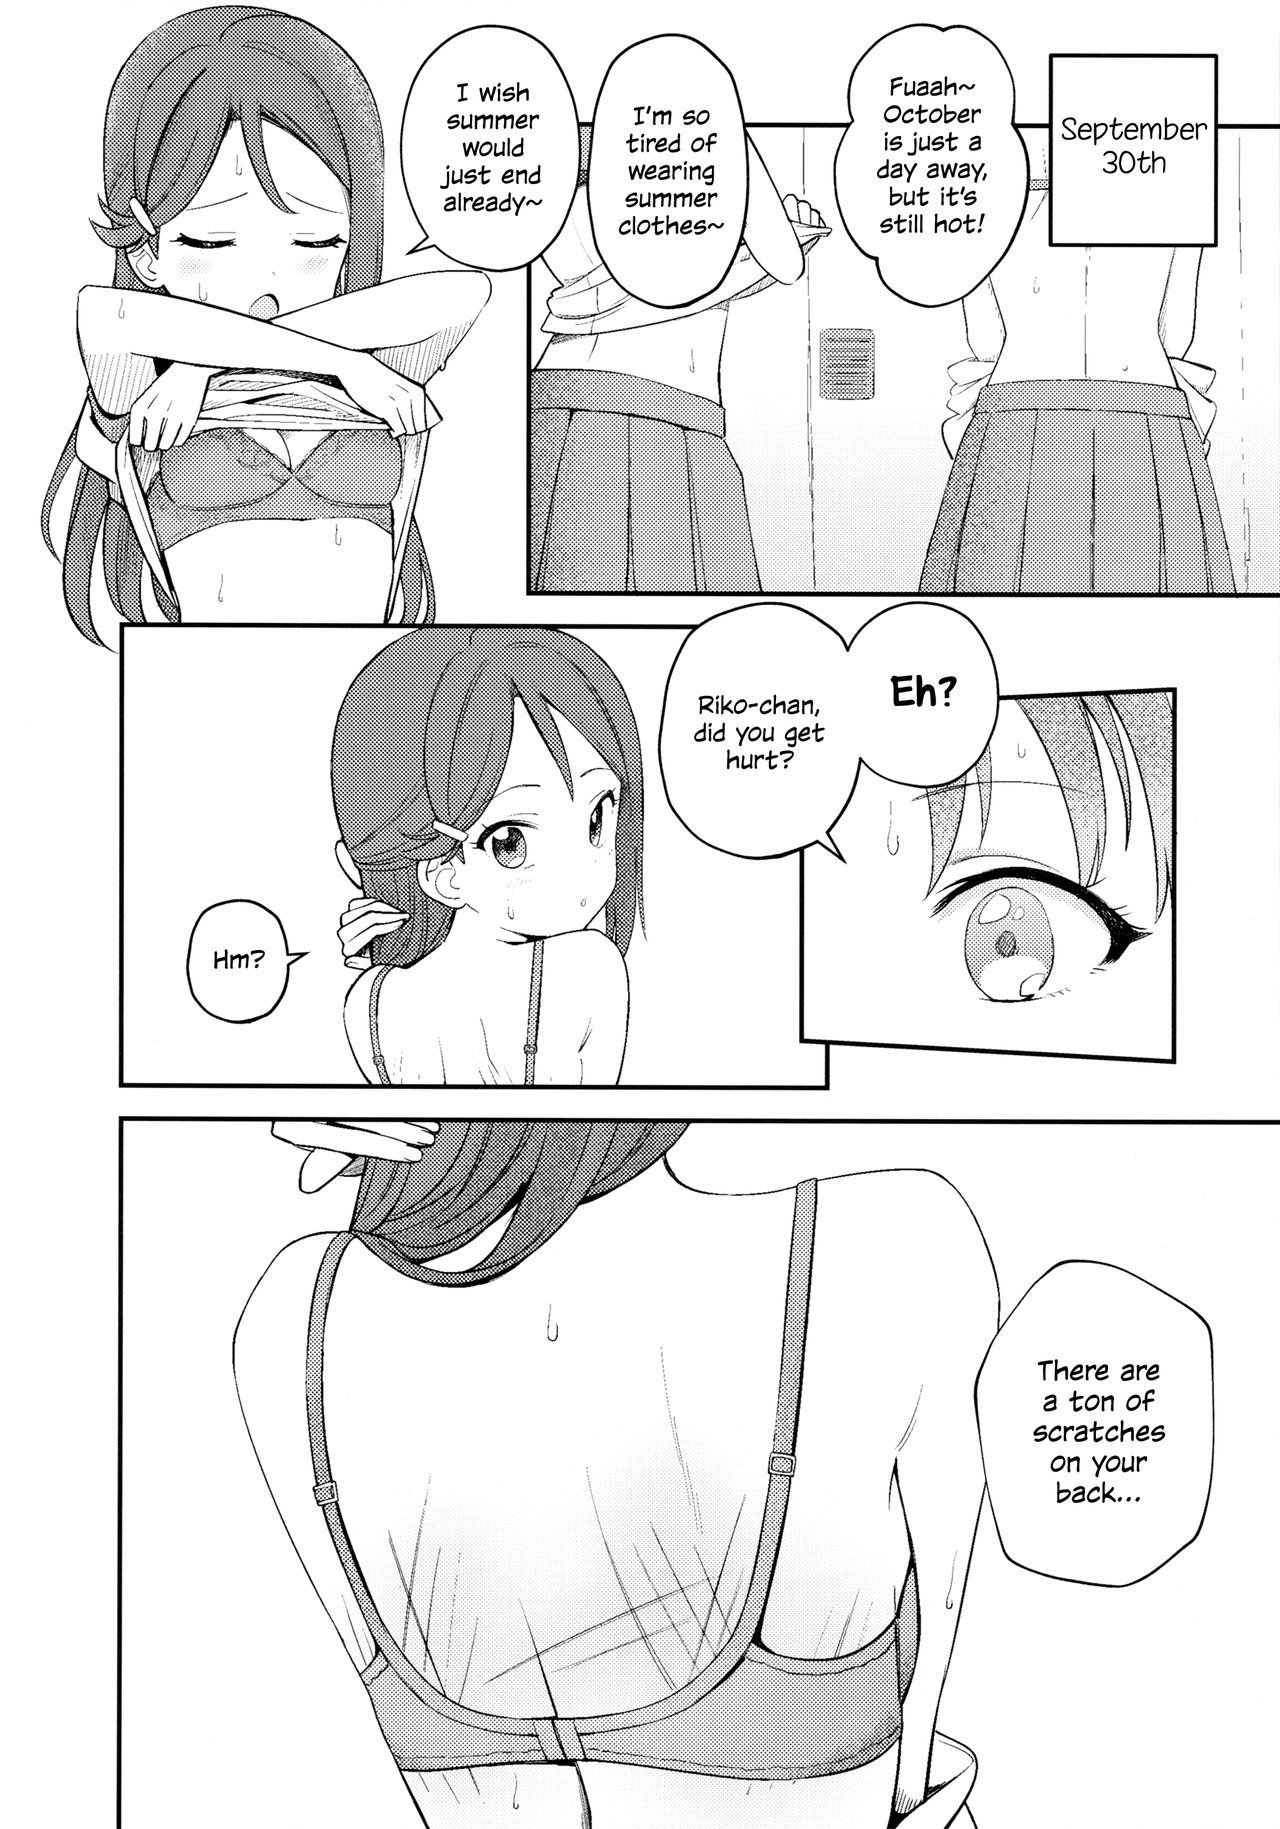 September
30th
Fuaah~
October
is just a
day away,
but it's
still hot!
I'm so
tired of
wearing
summer
clothes~
I wish
summer
would
just end
already~
Eh?
Riko-chan,
did you get
hurt?
Hm?
There are
a ton of
scratches
on your
back...